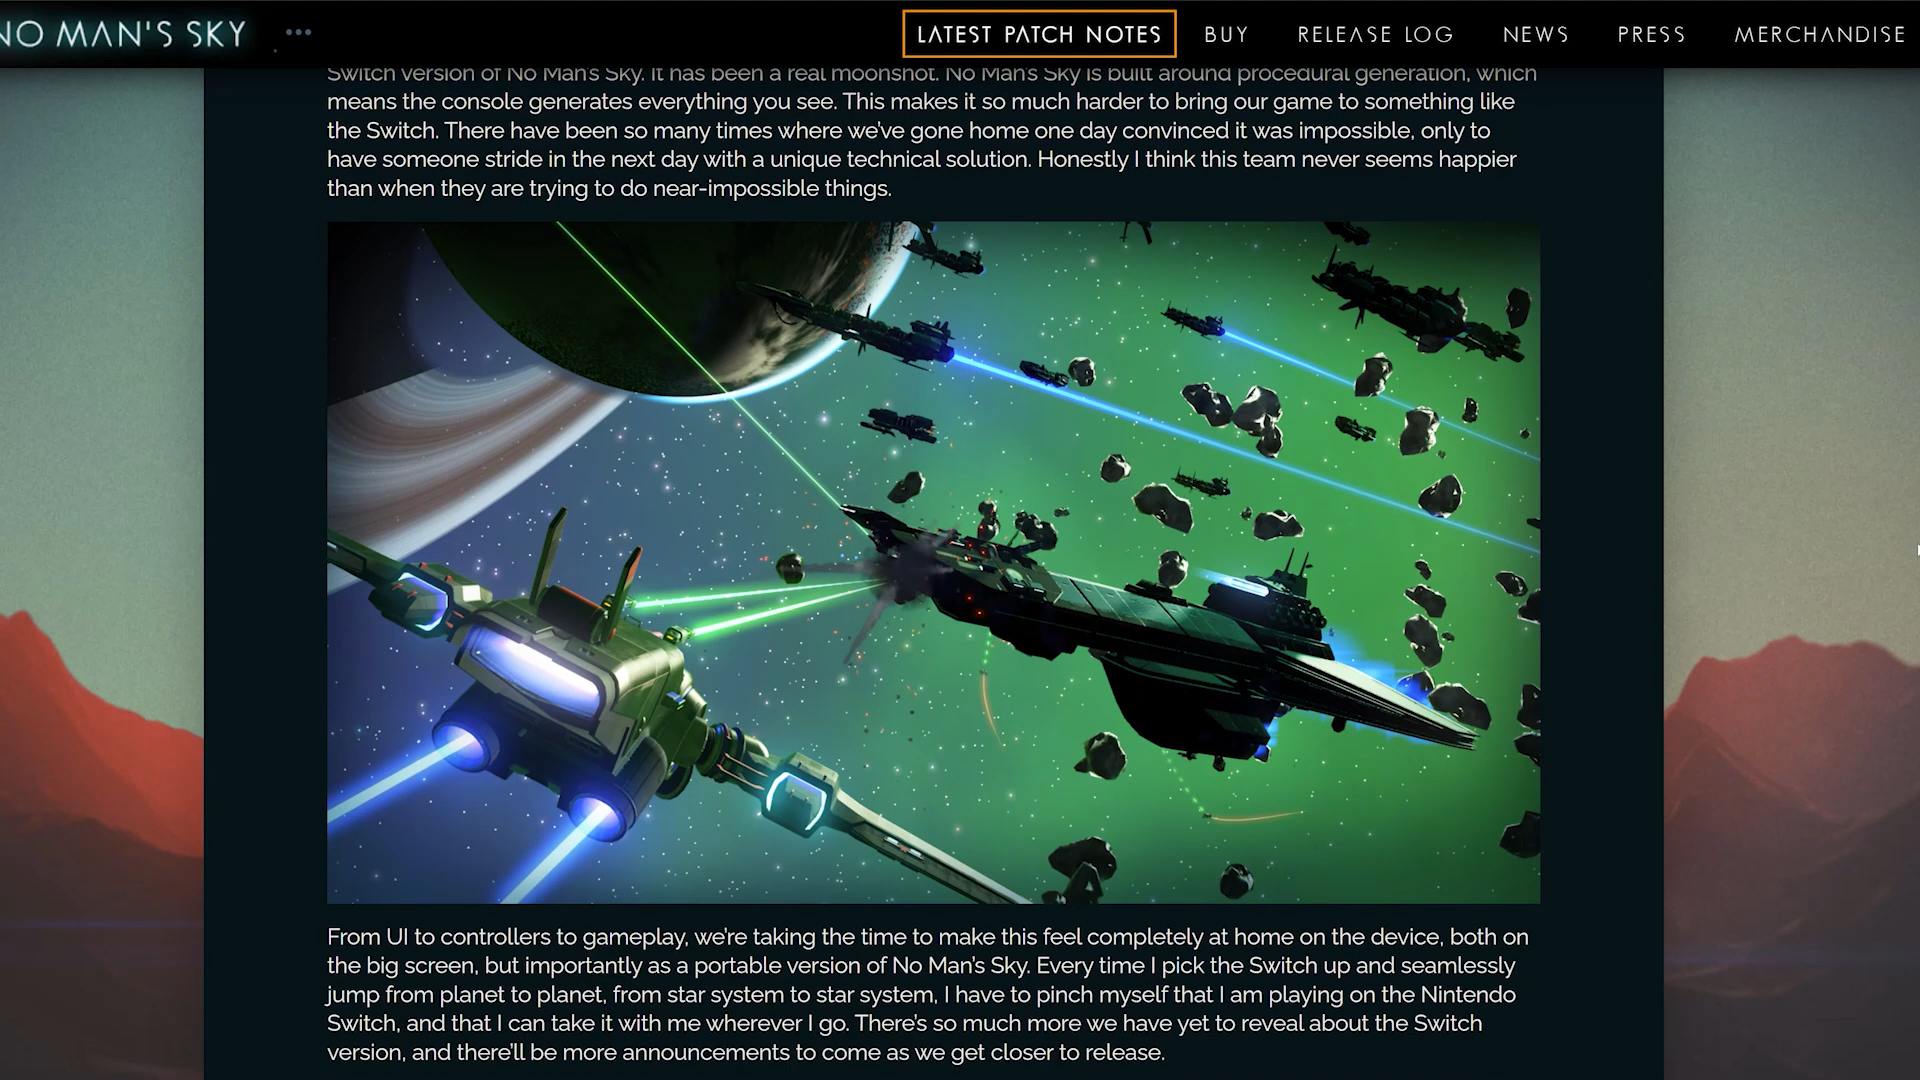 NO MAN'S SKY
LATEST PATCH NOTES
BUY
RELEASE LOG
NEWS
PRESS
MERCHANDISE
Switch version of No Man's Sky. It has been a real moonshot. No Man's Sky is built around procedural generation, which
means the console generates everything you see. This makes it so much harder to bring our game to something like
the Switch. There have been so many times where we've gone home one day convinced it was impossible, only to
have someone stride in the next day with a unique technical solution. Honestly I think this team never seems happier
than when they are trying to do near-impossible things.
From UI to controllers to gameplay, we're taking the time to make this feel completely at home on the device, both on
the big screen, but importantly as a portable version of No Man's Sky. Every time I pick the Switch up and seamlessly
jump from planet to planet, from star system to star system, I have to pinch myself that I am playing on the Nintendo
Switch, and that I can take it with me wherever I go. There's so much more we have yet to reveal about the Switch
version, and there'll be more announcements to come as we get closer to release.